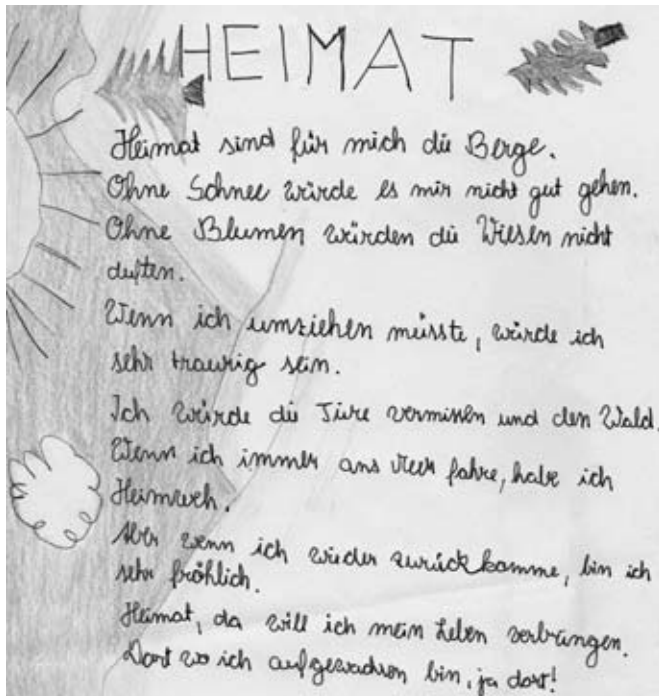 HEIMAT
Heimat sind für mich die Berge.
Ohne Schnee würde es mir nicht gut gehen.
Ohne Blumen würden die Wiesen nicht
duften.
Wenn ich umziehen müsste, würde ich
sehr traurig sein.
Ich würde die Tiere vermissen und den Wald.
Wenn ich immer ans Meer fahre, habe ich
Heimweh.
Aber wenn ich wieder zurück komme, bin ich
sehr fröhlich.
Heimat, da will ich mein Leben verbringen.
Dort wo ich aufgewachsen bin, ja dort!